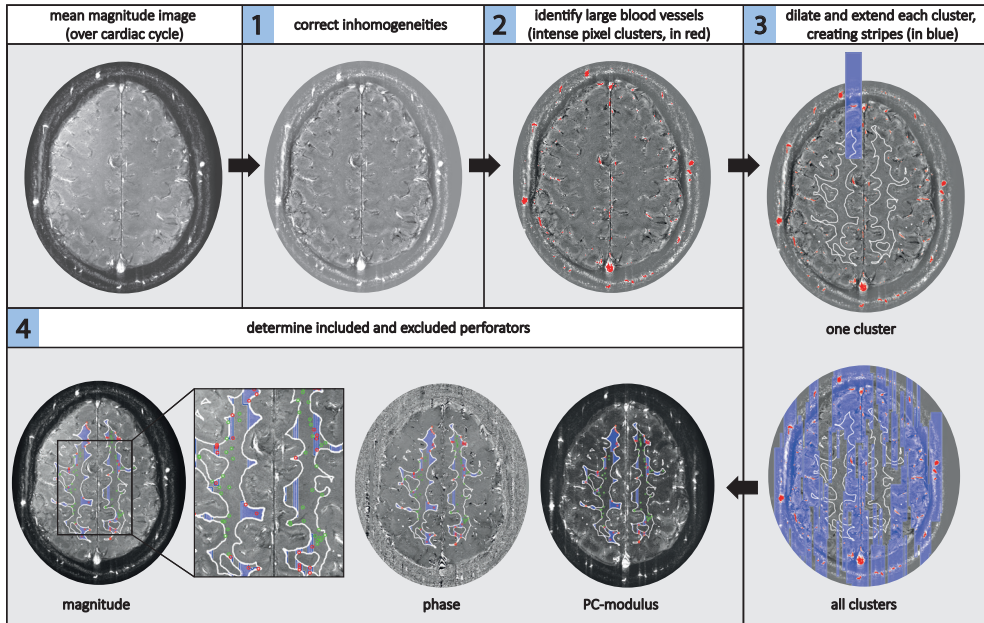 mean magnitude image
(over cardiac cycle)
1
correct inhomogeneities
2
identify large blood vessels
(intense pixel clusters, in red)
3
dilate and extend each cluster,
creating stripes (in blue)
one cluster
4
determine included and excluded perforators
magnitude
phase
PC-modulus
all clusters